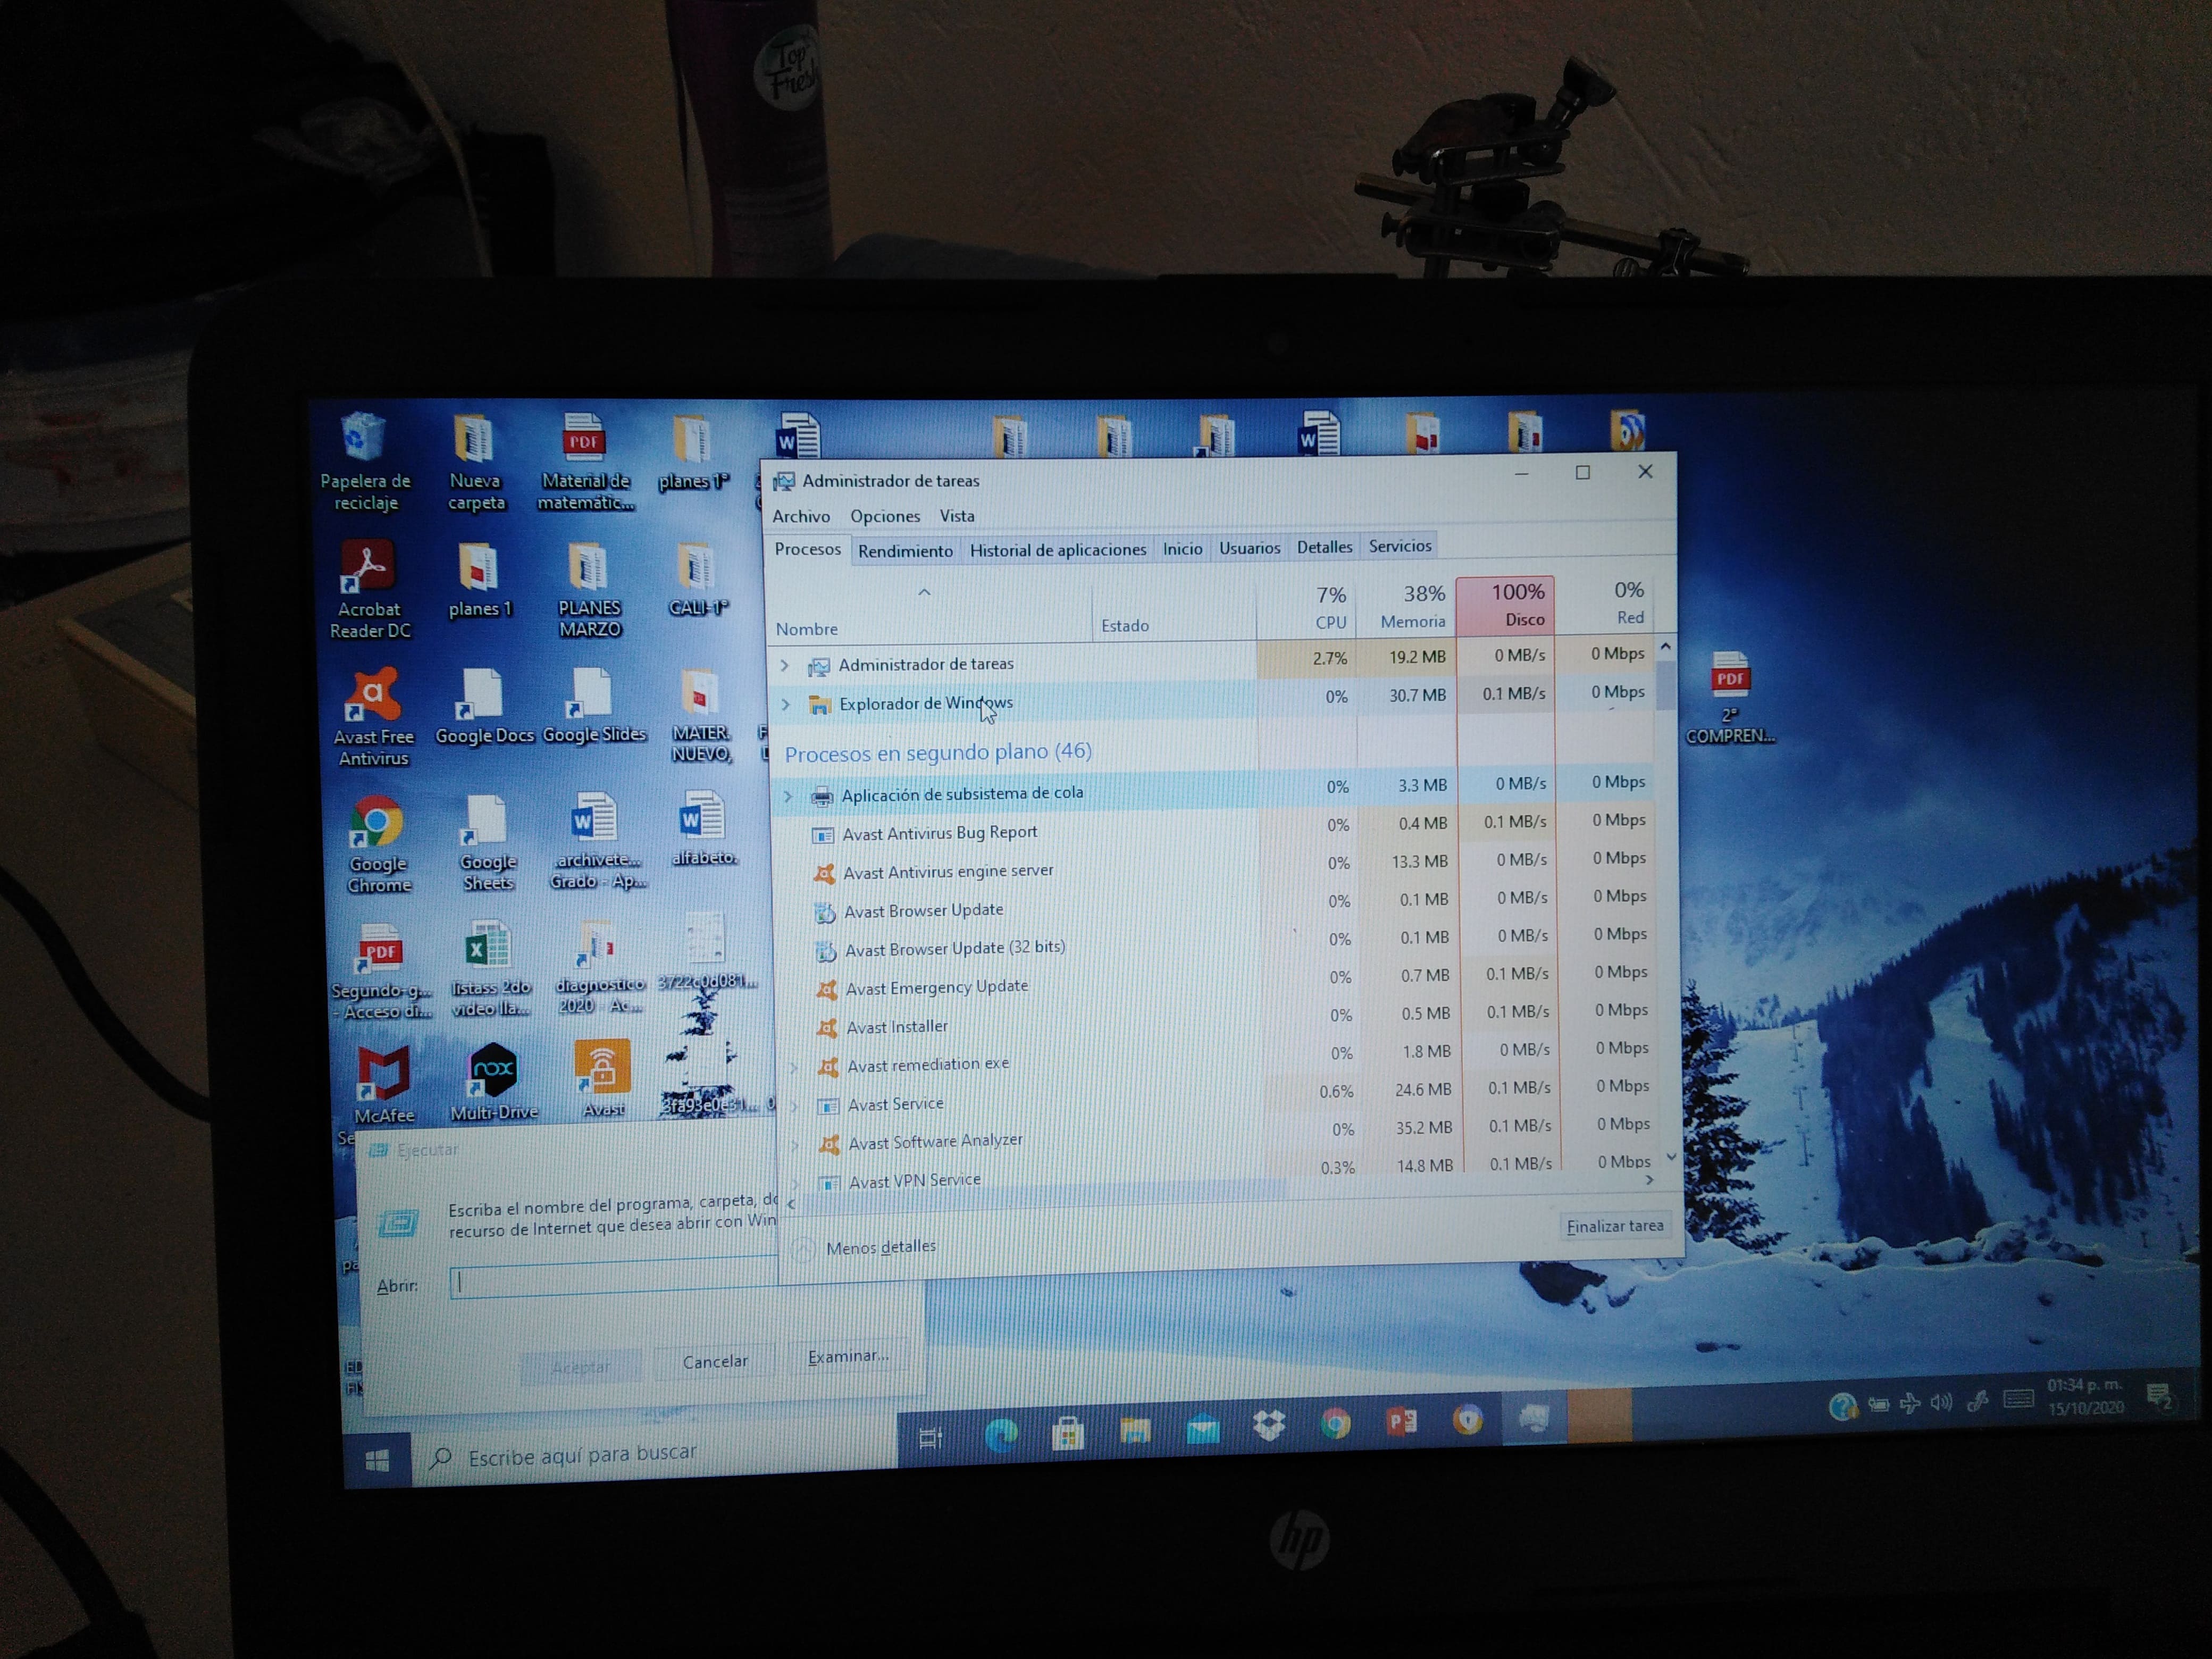 Top
Fresh
Papelera de
reciclaje
Nueva
carpeta
PDF
Material de
matemátic...
planes 1°
W
W
Acrobat
Reader DC
planes 1
PLANES
MARZO
CALI-1°
Avast Free
Antivirus
Google Docs
Google Slides
MATER.
NUEVO,
Google
Chrome
Google
Sheets
W
archivete...
Grado - Ap...
W
alfabeto.
PDF
Segundo-g...
- Acceso di...
X
listass 2do
video lla...
diagnostico
2020 - Ac...
3722c0d081...
McAfee
Se
nox
Multi-Drive
Avast
3fa93e0e31...
PDF
2°
COMPREN...
Administrador de tareas
Archivo Opciones Vista
Procesos Rendimiento Historial de aplicaciones Inicio Usuarios Detalles Servicios
7% 38% 100% 0%
Nombre Estado CPU Memoria Disco Red
Administrador de tareas 2.7% 19.2 MB 0 MB/s 0 Mbps
Explorador de Windows 0% 30.7 MB 0.1 MB/s 0 Mbps
Procesos en segundo plano (46)
Aplicación de subsistema de cola 0% 3.3 MB 0 MB/s 0 Mbps
Avast Antivirus Bug Report 0% 0.4 MB 0.1 MB/s 0 Mbps
Avast Antivirus engine server 0% 13.3 MB 0 MB/s 0 Mbps
Avast Browser Update 0% 0.1 MB 0 MB/s 0 Mbps
Avast Browser Update (32 bits) 0% 0.1 MB 0 MB/s 0 Mbps
Avast Emergency Update 0% 0.7 MB 0.1 MB/s 0 Mbps
Avast Installer 0% 0.5 MB 0.1 MB/s 0 Mbps
Avast remediation exe 0% 1.8 MB 0 MB/s 0 Mbps
Avast Service 0.6% 24.6 MB 0.1 MB/s 0 Mbps
Avast Software Analyzer 0% 35.2 MB 0.1 MB/s 0 Mbps
Avast VPN Service 0.3% 14.8 MB 0.1 MB/s 0 Mbps
Menos detalles
Finalizar tarea
Ejecutar
Escriba el nombre del programa, carpeta, do
recurso de Internet que desea abrir con Win
Abrir:
Aceptar Cancelar Examinar...
Escribe aquí para buscar
01:34 p. m.
15/10/2020
2
hp